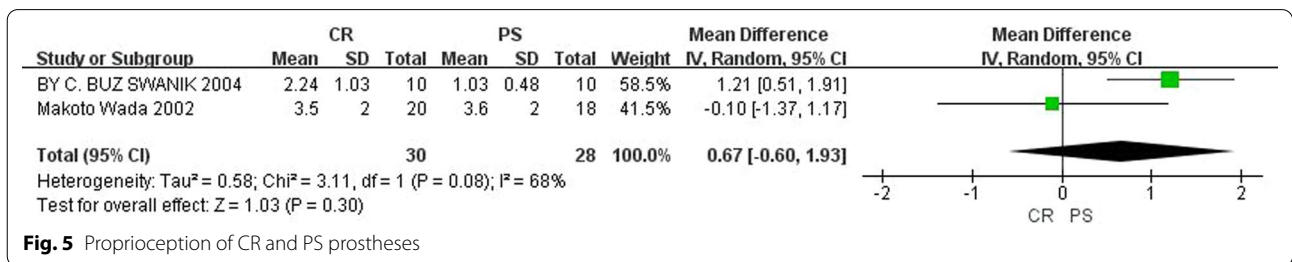 CR PS Mean Difference Mean Difference
Study or Subgroup Mean SD Total Mean SD Total Weight IV, Random, 95% CI IV, Random, 95% CI
BY C. BUZ SWANIK 2004 2.24 1.03 10 1.03 0.48 10 58.5% 1.21 [0.51, 1.91]
Makoto Wada 2002 3.5 2 20 3.6 2 18 41.5% -0.10 [-1.37, 1.17]
Total (95% CI) 30 28 100.0% 0.67 [-0.60, 1.93]
Heterogeneity: Tau² = 0.58; Chi² = 3.11, df = 1 (P = 0.08); I² = 68%
Test for overall effect: Z = 1.03 (P = 0.30)
-2 -1 0 1 2
CR PS
Fig. 5 Proprioception of CR and PS prostheses